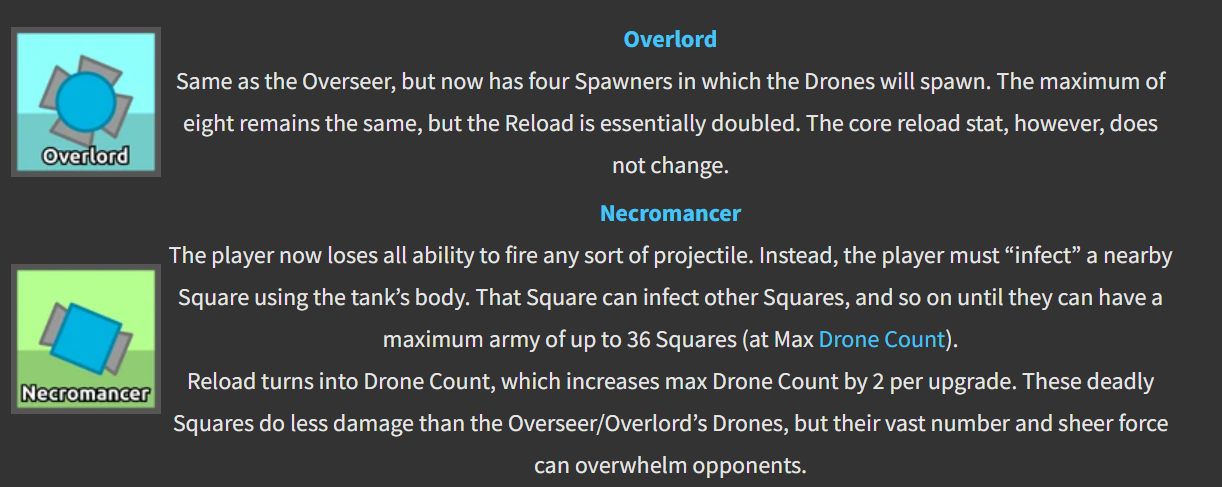 Overlord
Same as the Overseer, but now has four Spawners in which the Drones will spawn. The maximum of
eight remains the same, but the Reload is essentially doubled. The core reload stat, however, does
not change.
Overlord
Necromancer
The player now loses all ability to fire any sort of projectile. Instead, the player must “infect” a nearby
Square using the tank’s body. That Square can infect other Squares, and so on until they can have a
maximum army of up to 36 Squares (at Max Drone Count).
Reload turns into Drone Count, which increases max Drone Count by 2 per upgrade. These deadly
Squares do less damage than the Overseer/Overlord’s Drones, but their vast number and sheer force
can overwhelm opponents.
Necromancer